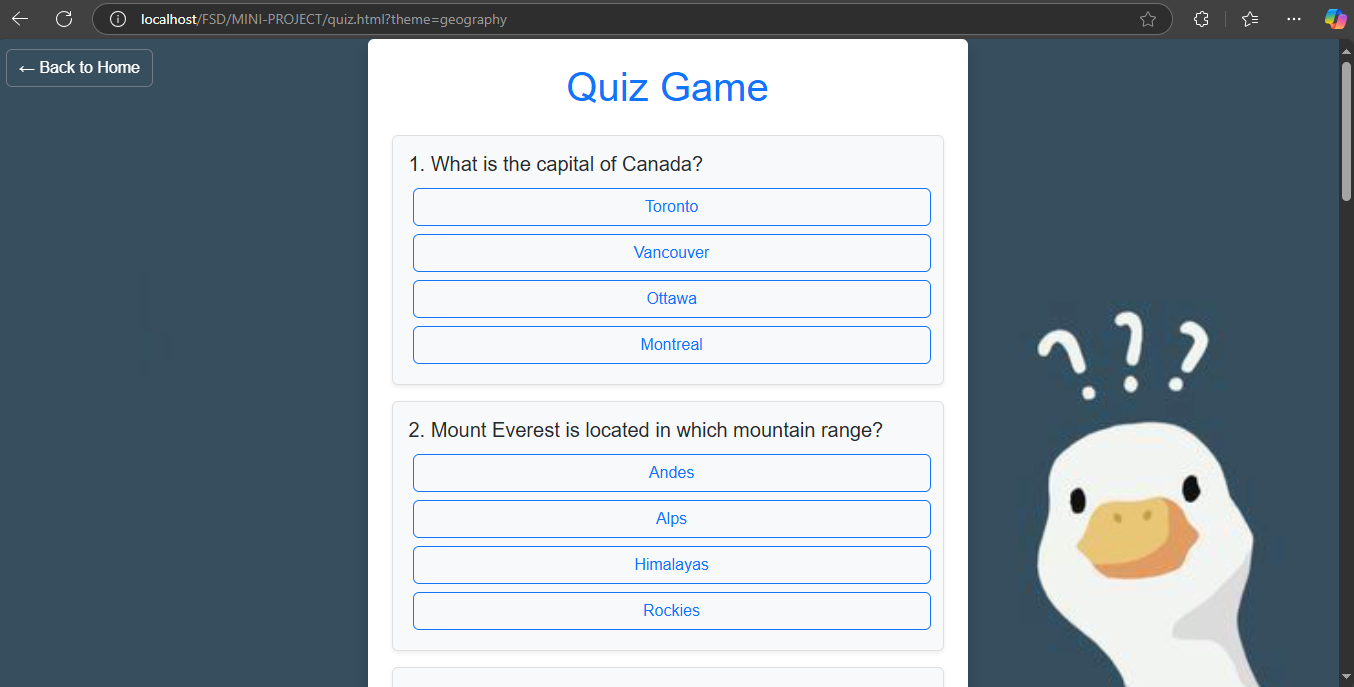 localhost/FSD/MINI-PROJECT/quiz.html?theme=geography
← Back to Home
Quiz Game
1. What is the capital of Canada?
Toronto
Vancouver
Ottawa
Montreal
2. Mount Everest is located in which mountain range?
Andes
Alps
Himalayas
Rockies
? ? ?